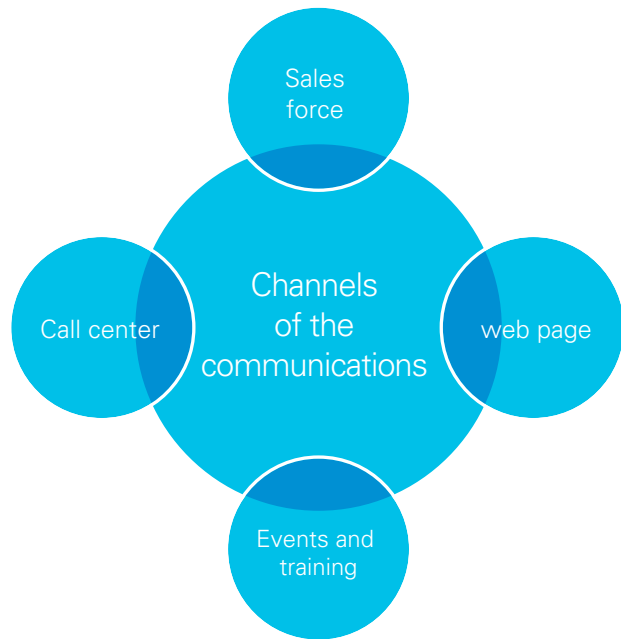 Sales
force
Call center
Channels
of the
communications
web page
Events and
training